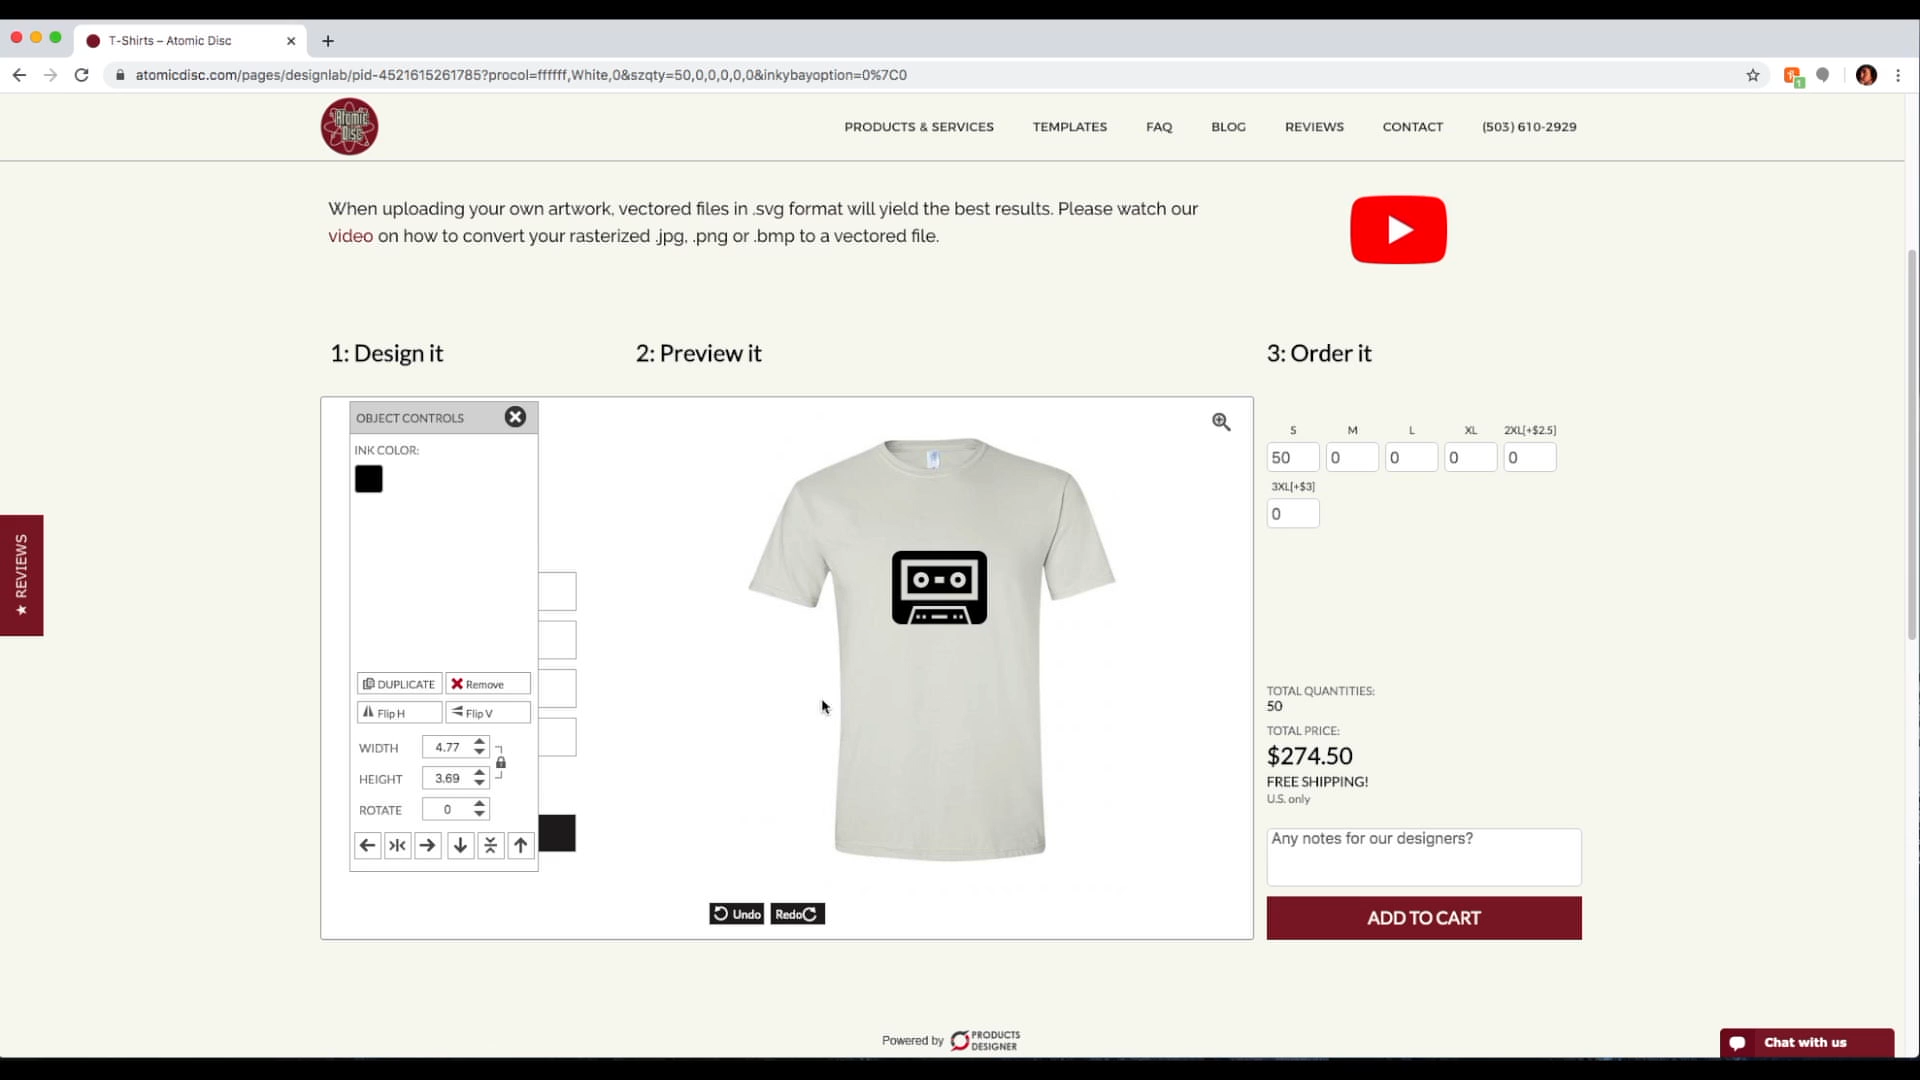 T-Shirts – Atomic Disc
atomicdisc.com/pages/designlab/pid-4521615261785?procol=ffffff,White,0&szqty=50,0,0,0,0,0&inkybayoption=0%7C0
1
Atomic
Disc
PRODUCTS & SERVICES
TEMPLATES
FAQ
BLOG
REVIEWS
CONTACT
(503) 610-2929
When uploading your own artwork, vectored files in .svg format will yield the best results. Please watch our
video on how to convert your rasterized .jpg, .png or .bmp to a vectored file.
1: Design it
2: Preview it
3: Order it
OBJECT CONTROLS
INK COLOR:
DUPLICATE
Remove
Flip H
Flip V
WIDTH
4.77
HEIGHT
3.69
ROTATE
0
Undo
Redo
S
M
L
XL
2XL[+$2.5]
50
0
0
0
0
3XL[+$3]
0
TOTAL QUANTITIES:
50
TOTAL PRICE:
$274.50
FREE SHIPPING!
U.S. only
Any notes for our designers?
ADD TO CART
★ REVIEWS
Powered by
PRODUCTS
DESIGNER
Chat with us